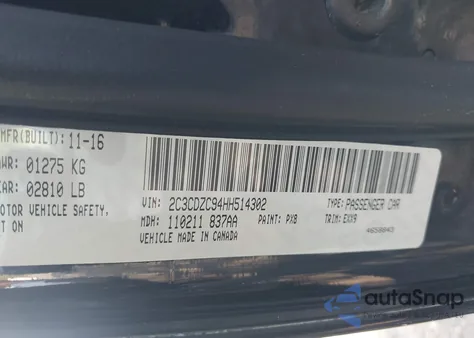 MFR(BUILT): 11-16
WR: 01275 KG
AR: 02810 LB
OTOR VEHICLE SAFETY,
T ON
VIN: 2C3CDZC94HH514302
TYPE: PASSENGER CAR
MDH: 110211 837AA
PAINT: PX8
TRIM: EXX9
VEHICLE MADE IN CANADA
autoSnap